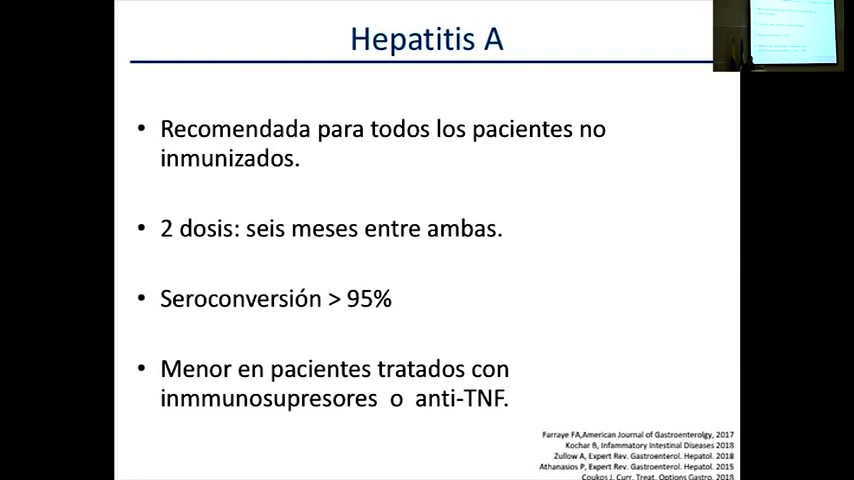 Hepatitis A
• Recomendada para todos los pacientes no
inmunizados.
• 2 dosis: seis meses entre ambas.
• Seroconversión > 95%
• Menor en pacientes tratados con
inmmunosupresores o anti-TNF.
Farraye FA,American Journal of Gastroenterolgy, 2017
Kochar B, Infammatory Intestinal Diseases 2018
Zullow A, Expert Rev. Gastroenterol. Hepatol. 2018
Athanasios P, Expert Rev. Gastroenterol. Hepatol. 2015
Coukos J, Curr. Treat. Options Gastro. 2018